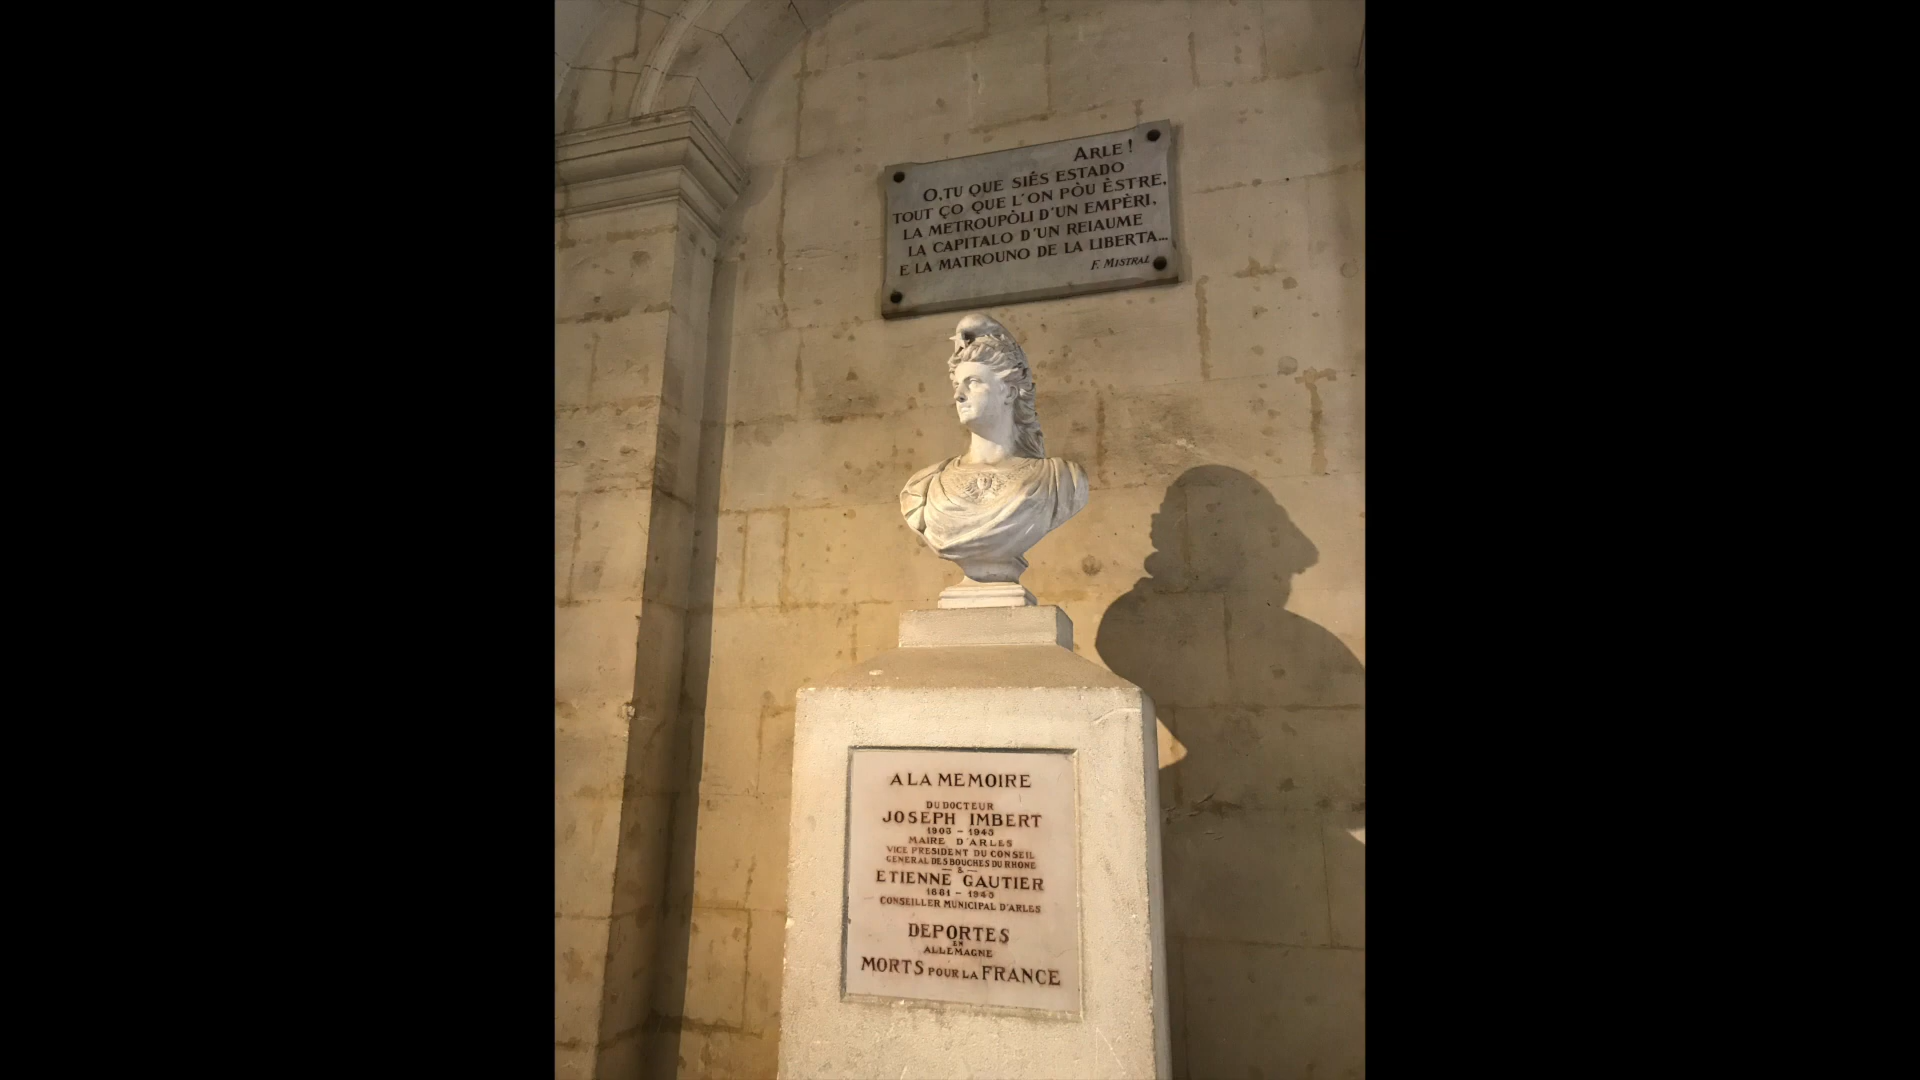 ARLE !
O, TU QUE SIÉS ESTADO
TOUT ÇO QUE L'ON PÒU ÈSTRE,
LA METROUPÒLI D'UN EMPÈRI,
LA CAPITALO D'UN REIAUME
E LA MATROUNO DE LA LIBERTA...
F. MISTRAL
A LA MEMOIRE
DU DOCTEUR
JOSEPH IMBERT
1903 - 1945
MAIRE D'ARLES
VICE PRESIDENT DU CONSEIL
GENERAL DES BOUCHES DU RHONE
— & —
ETIENNE GAUTIER
1881 - 1945
CONSEILLER MUNICIPAL D'ARLES
DEPORTES
EN
ALLEMAGNE
MORTS POUR LA FRANCE